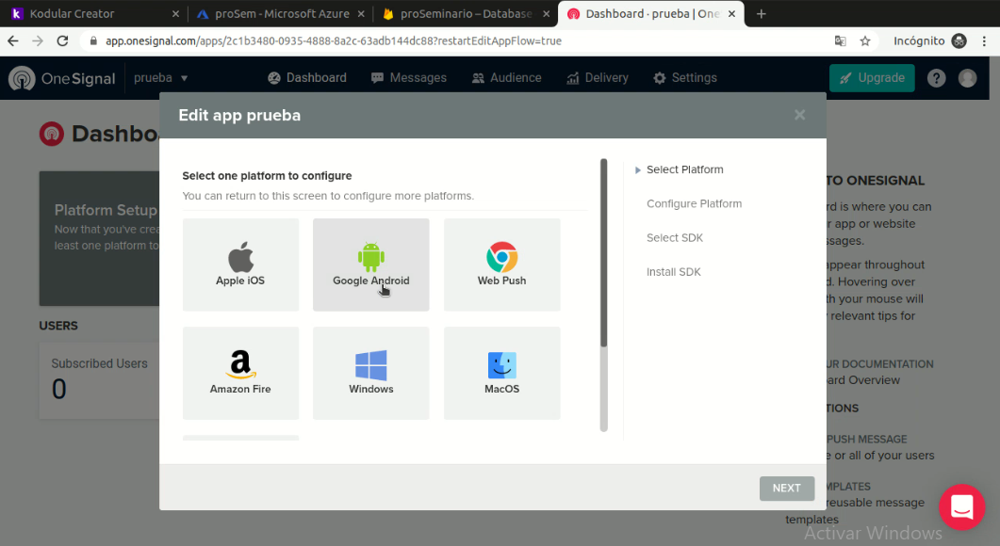 Kodular Creator
proSem - Microsoft Azure
proSeminario – Database
Dashboard · prueba | One
app.onesignal.com/apps/2c1b3480-0935-4888-8a2c-63adb144dc88?restartEditAppFlow=true
Incógnito
OneSignal
prueba
Dashboard
Messages
Audience
Delivery
Settings
Upgrade
?
Dashbo
Edit app prueba
Platform Setup
Now that you've crea
least one platform to
USERS
Subscribed Users
0
Select one platform to configure
You can return to this screen to configure more platforms.
Apple iOS
Google Android
Web Push
Amazon Fire
Windows
MacOS
Select Platform
Configure Platform
Select SDK
Install SDK
NEXT
TO ONESIGNAL
rd is where you can
r app or website
ssages.
appear throughout
d. Hovering over
th your mouse will
r relevant tips for
UR DOCUMENTATION
ard Overview
TIONS
PUSH MESSAGE
e or all of your users
MPLATES
reusable message
templates
Activar Windows